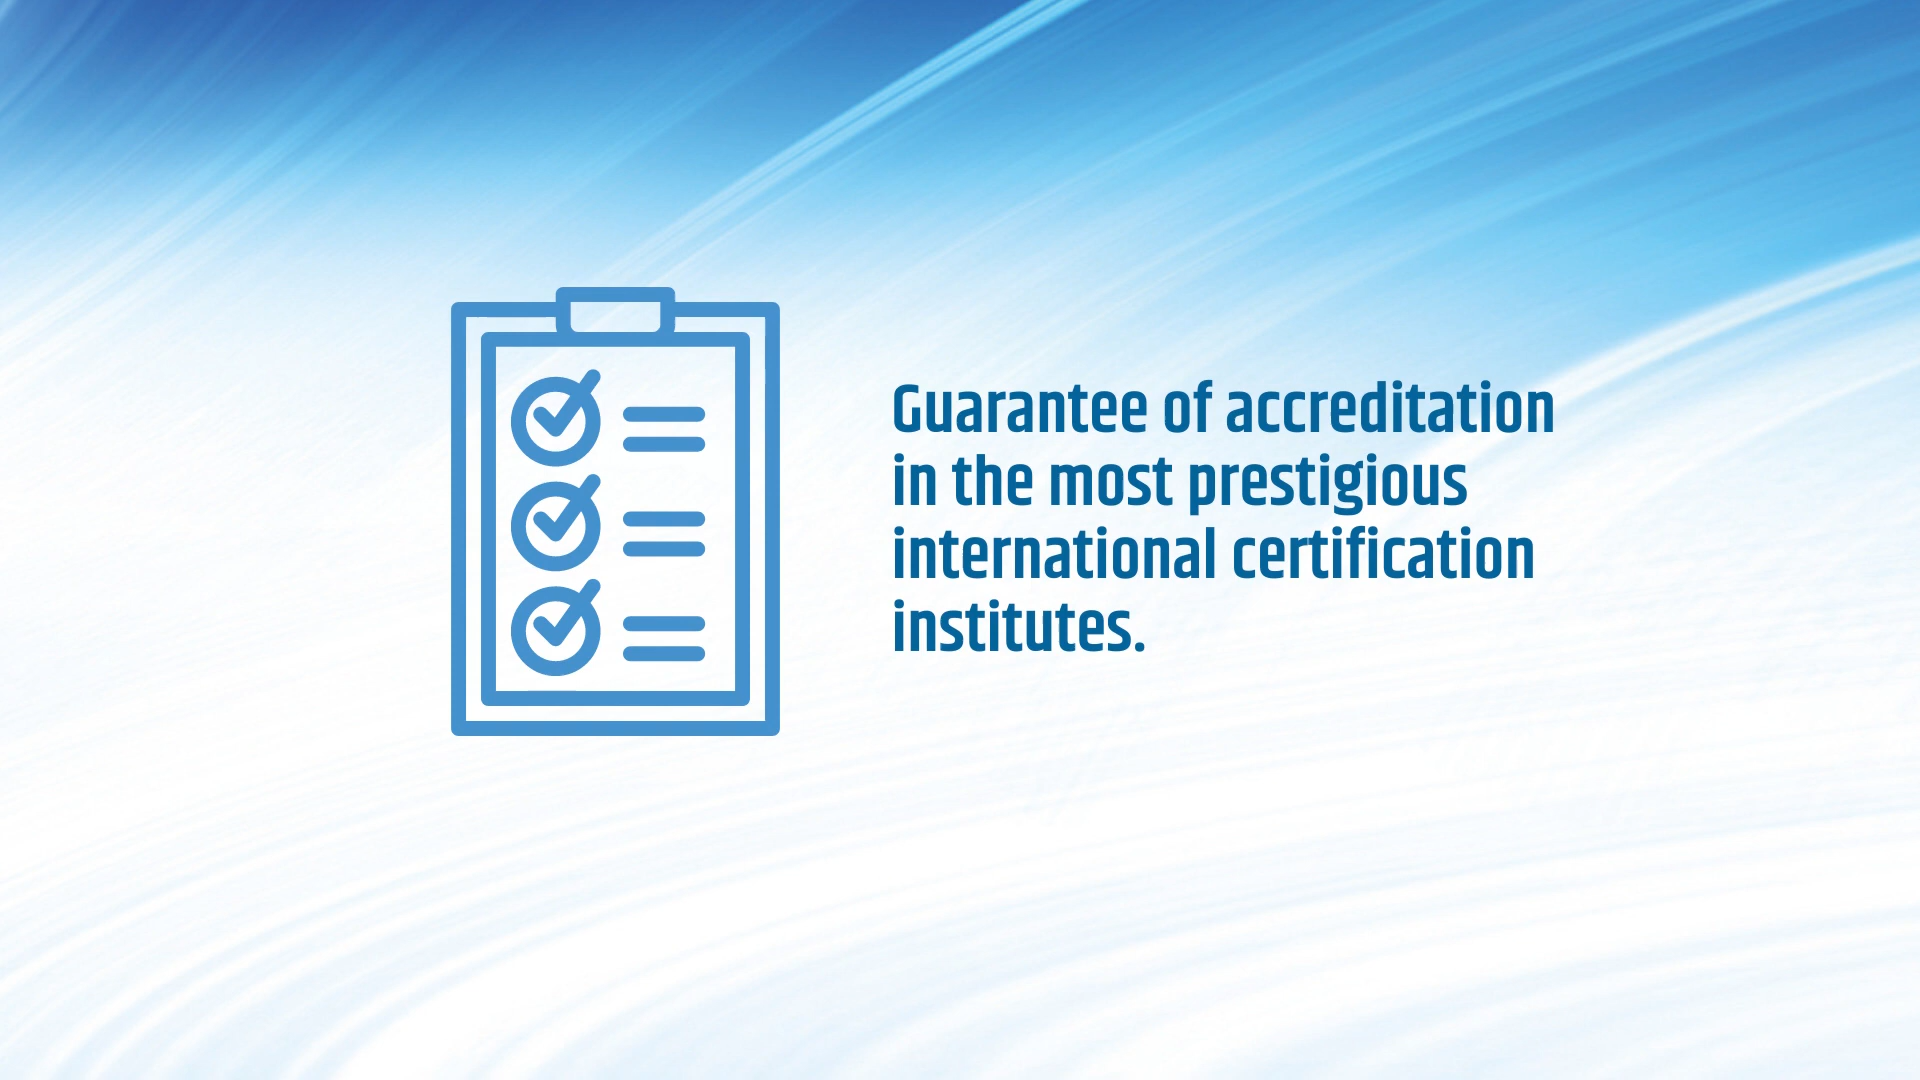 Guarantee of accreditation
in the most prestigious
international certification
institutes.